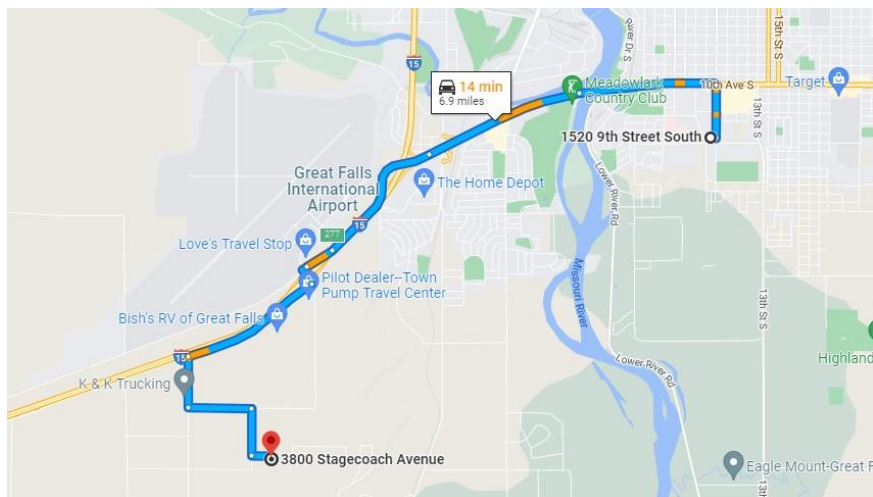 15
River Dr S
15th St S
14 min
6.9 miles
Meadowlark
Country Club
10th Ave S
Target
1520 9th Street South
13th St S
Great Falls
International
Airport
The Home Depot
Lower River Rd
15
277
Love's Travel Stop
Pilot Dealer--Town
Pump Travel Center
Missouri River
Bish's RV of Great Falls
13th St S
15
K & K Trucking
Lower River Rd
Highland
3800 Stagecoach Avenue
Eagle Mount-Great F
13th